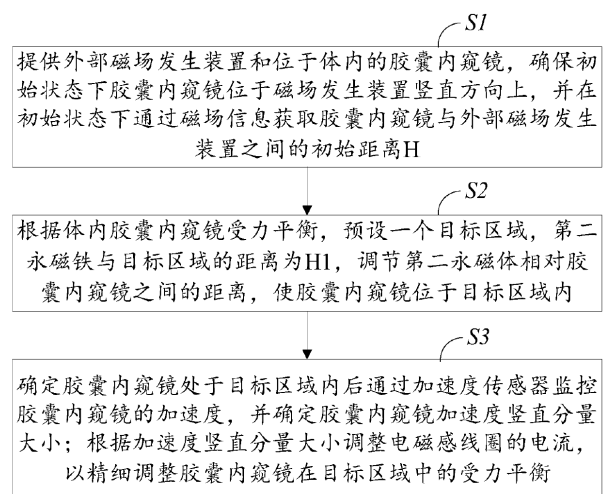 S1
提供外部磁场发生装置和位于体内的胶囊内窥镜，确保初
始状态下胶囊内窥镜位于磁场发生装置竖直方向上，并在
初始状态下通过磁场信息获取胶囊内窥镜与外部磁场发生
装置之间的初始距离H
S2
根据体内胶囊内窥镜受力平衡，预设一个目标区域，第二
永磁铁与目标区域的距离为H1，调节第二永磁体相对胶
囊内窥镜之间的距离，使胶囊内窥镜位于目标区域内
S3
确定胶囊内窥镜处于目标区域内后通过加速度传感器监控
胶囊内窥镜的加速度，并确定胶囊内窥镜加速度竖直分量
大小；根据加速度竖直分量大小调整电磁感线圈的电流，
以精细调整胶囊内窥镜在目标区域中的受力平衡